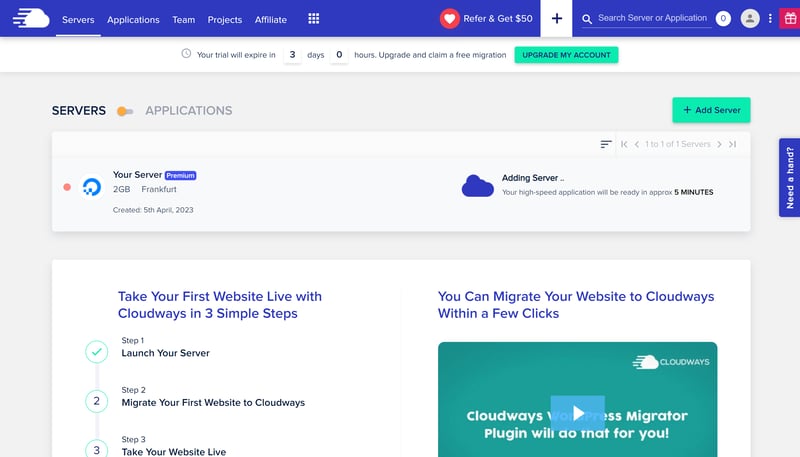 Servers Applications Team Projects Affiliate Refer & Get $50 + Search Server or Application 0
Your trial will expire in 3 days 0 hours. Upgrade and claim a free migration UPGRADE MY ACCOUNT
SERVERS APPLICATIONS + Add Server
1 to 1 of 1 Servers
Need a hand?
Your Server Premium
2GB Frankfurt
Created: 5th April, 2023
Adding Server ..
Your high-speed application will be ready in approx 5 MINUTES
Take Your First Website Live with
Cloudways in 3 Simple Steps
Step 1
Launch Your Server
Step 2
2 Migrate Your First Website to Cloudways
Step 3
3 Take Your Website Live
You Can Migrate Your Website to Cloudways
Within a Few Clicks
CLOUDWAYS
Cloudways WordPress Migrator
Plugin will do that for you!